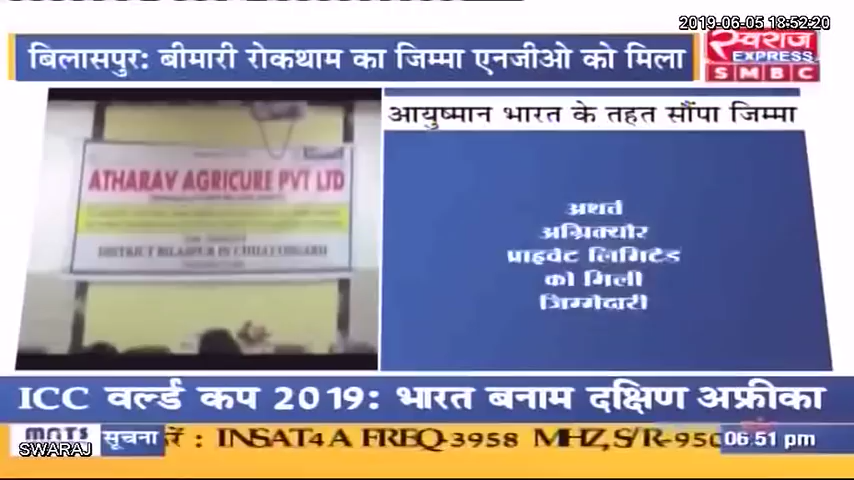 2019-06-05 18:52:20
बिलासपुर: बीमारी रोकथाम का जिम्मा एनजीओ को मिला
स्वराज
EXPRESS
SMBC
आयुष्मान भारत के तहत सौंपा जिम्मा
ATHARAV AGRICURE PVT LTD
DISTRICT BILASPUR IN CHHATTISGARH
अथर्व
अग्रिक्योर
प्राइवेट लिमिटेड
को मिली
जिम्मेदारी
ICC वर्ल्ड कप 2019: भारत बनाम दक्षिण अफ्रीका
सूचना
रें : INSAT4A FREQ-3958 MHZ,S/R-950
06:51 pm
SWARAJ